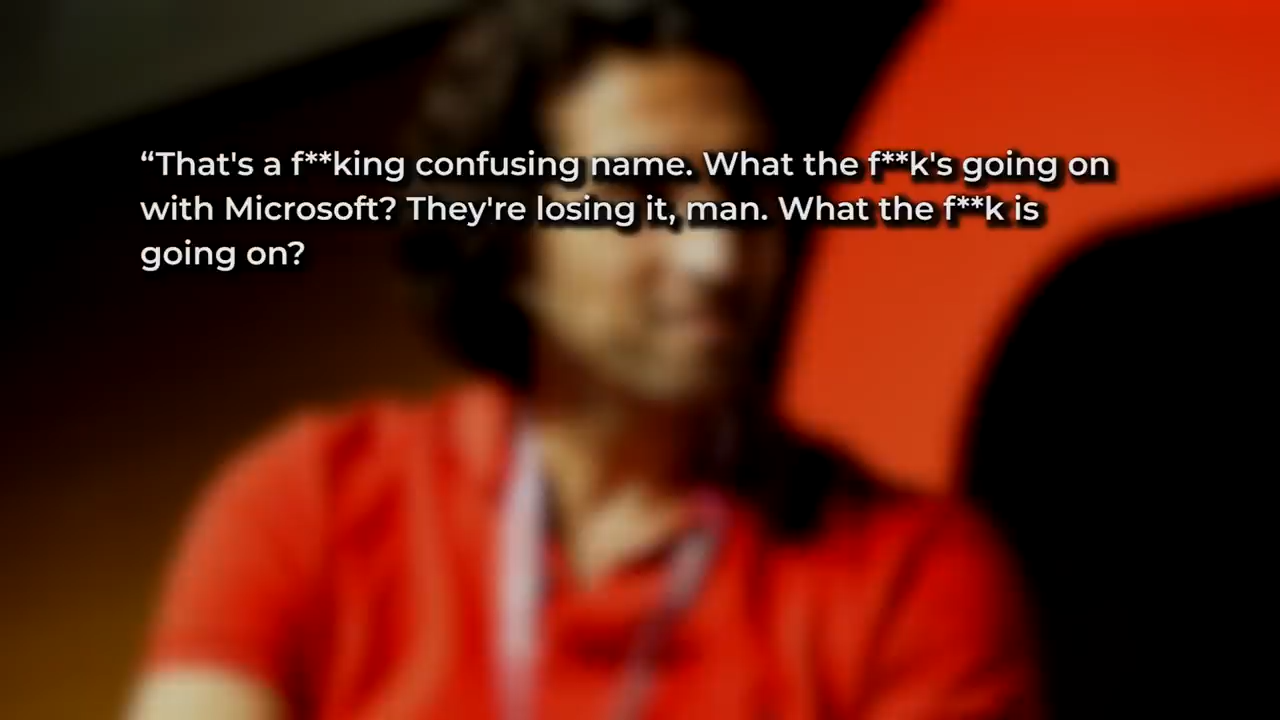 “That's a f**king confusing name. What the f**k's going on
with Microsoft? They're losing it, man. What the f**k is
going on?